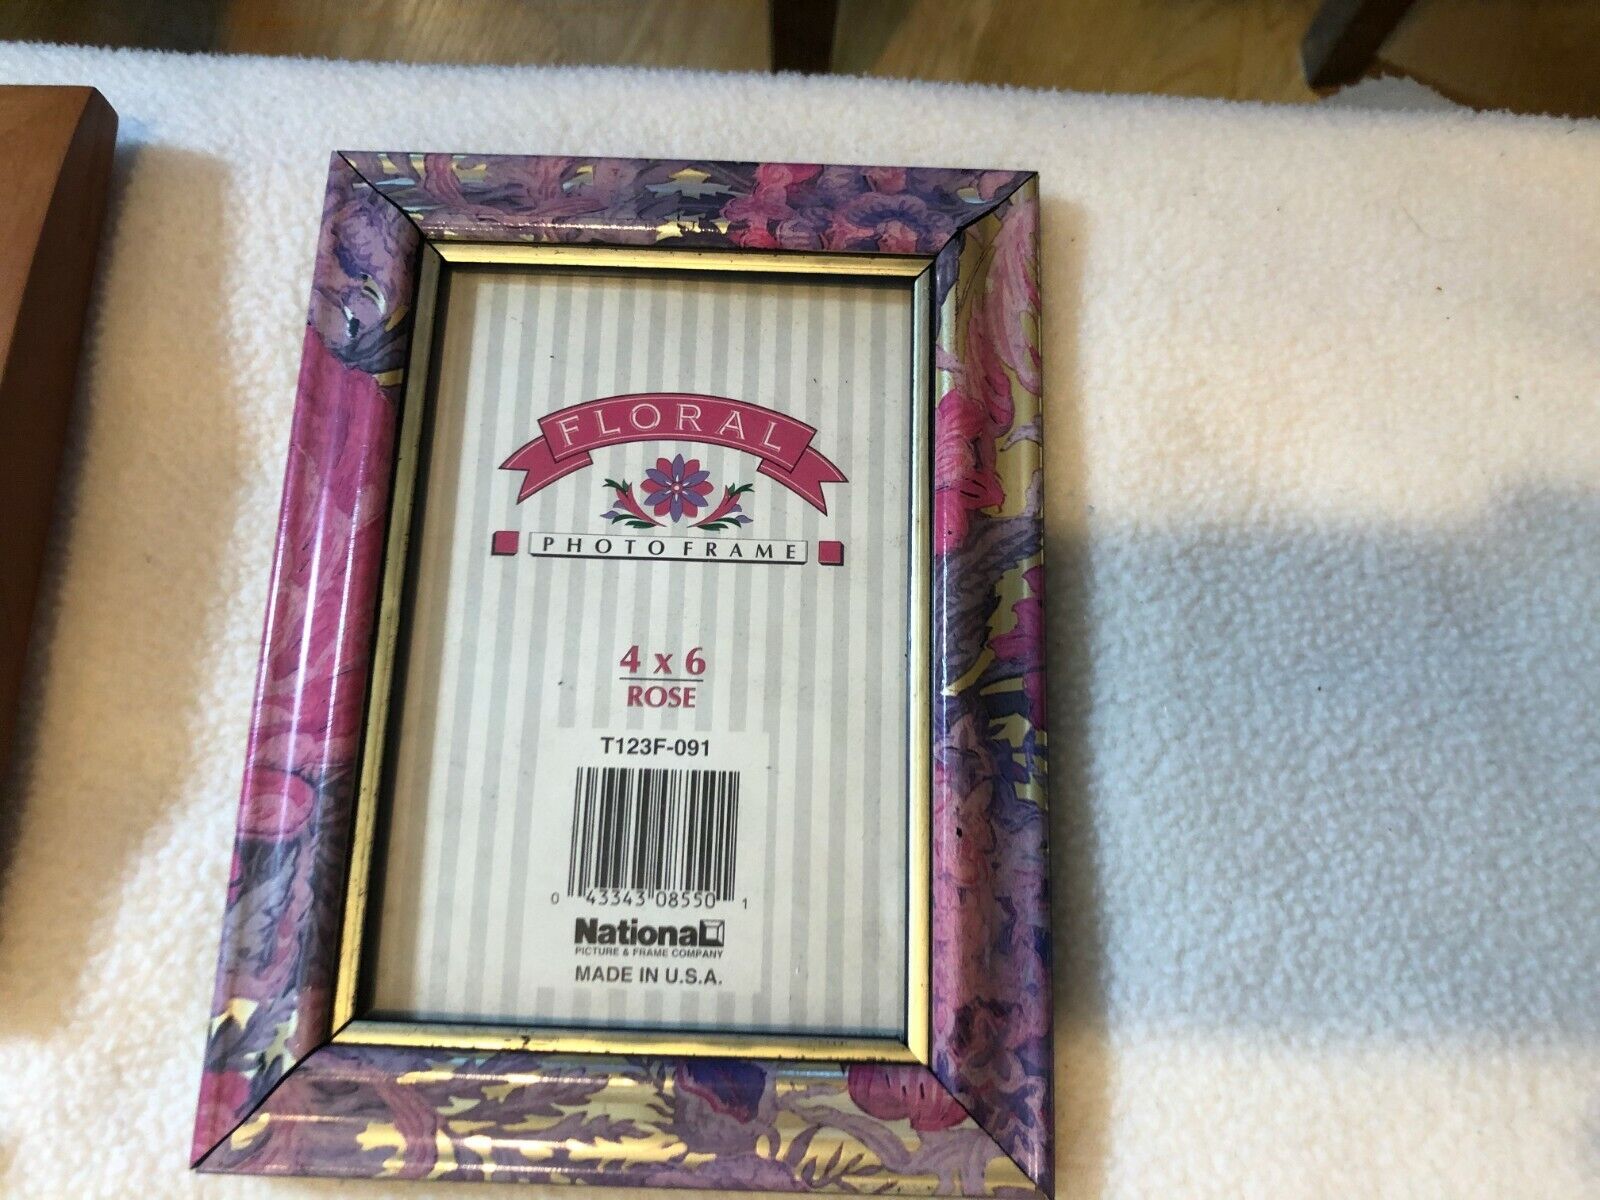 FLORAL
PHOTO FRAME
4 x 6
ROSE
T123F-091
0 43343 08550 1
National
PICTURE & FRAME COMPANY
MADE IN U.S.A.